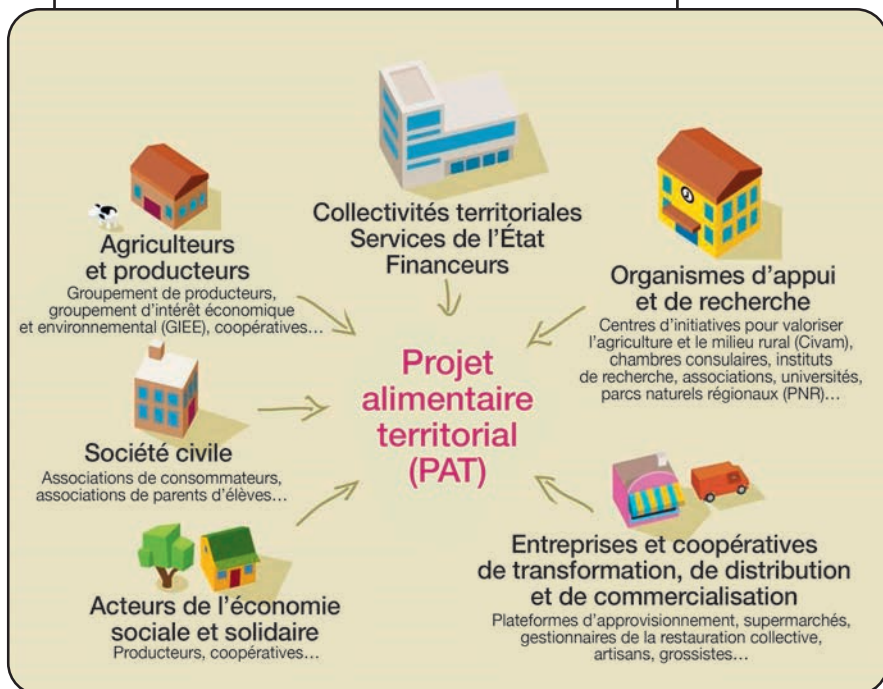 Collectivités territoriales
Services de l’État
Financeurs
Agriculteurs
et producteurs
Groupement de producteurs,
groupement d’intérêt économique
et environnemental (GIEE), coopératives…
Organismes d’appui
et de recherche
Centres d’initiatives pour valoriser
l’agriculture et le milieu rural (Civam),
chambres consulaires, instituts
de recherche, associations, universités,
parcs naturels régionaux (PNR)…
Projet
alimentaire
territorial
(PAT)
Société civile
Associations de consommateurs,
associations de parents d’élèves…
Acteurs de l’économie
sociale et solidaire
Producteurs, coopératives…
Entreprises et coopératives
de transformation, de distribution
et de commercialisation
Plateformes d’approvisionnement, supermarchés,
gestionnaires de la restauration collective,
artisans, grossistes…